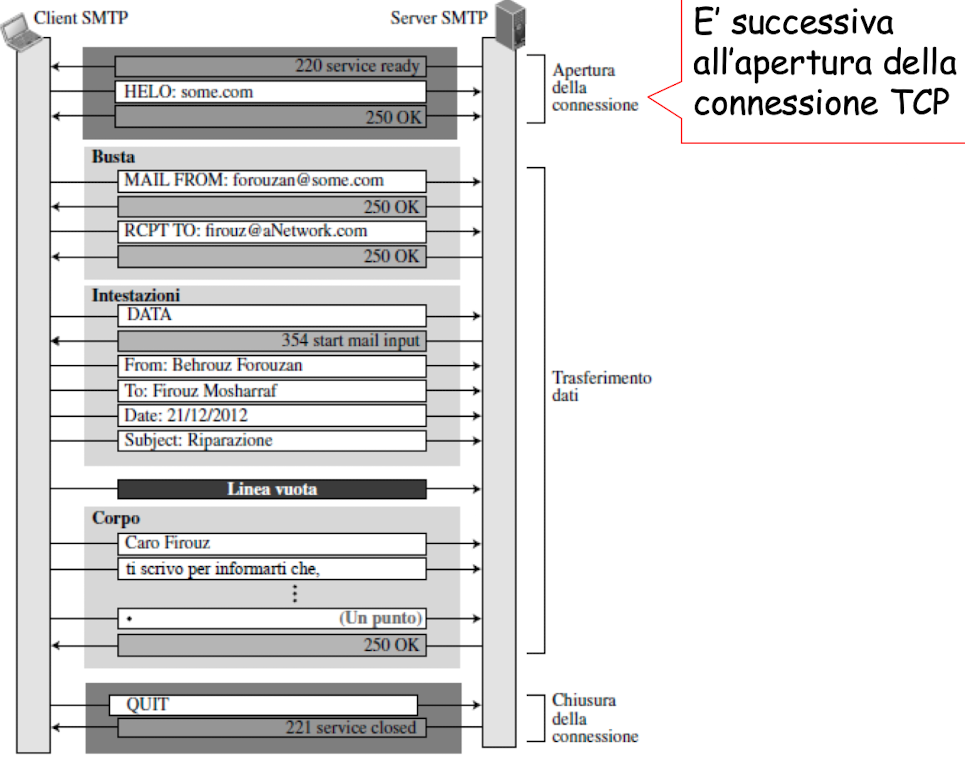 Client SMTP
Server SMTP
E' successiva
all'apertura della
connessione TCP
220 service ready
HELO: some.com
250 OK
Apertura
della
connessione
Busta
MAIL FROM: forouzan@some.com
250 OK
RCPT TO: firouz@aNetwork.com
250 OK
Intestazioni
DATA
354 start mail input
From: Behrouz Forouzan
To: Firouz Mosharraf
Date: 21/12/2012
Subject: Riparazione
Trasferimento
dati
Linea vuota
Corpo
Caro Firouz
ti scrivo per informarti che,
⋮
• (Un punto)
250 OK
QUIT
221 service closed
Chiusura
della
connessione